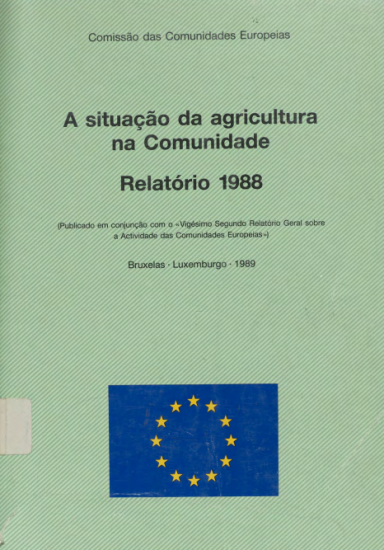 Comissão das Comunidades Europeias
A situação da agricultura
na Comunidade
Relatório 1988
(Publicado em conjunção com o «Vigésimo Segundo Relatório Geral sobre
a Actividade das Comunidades Europeias»)
Bruxelas · Luxemburgo · 1989